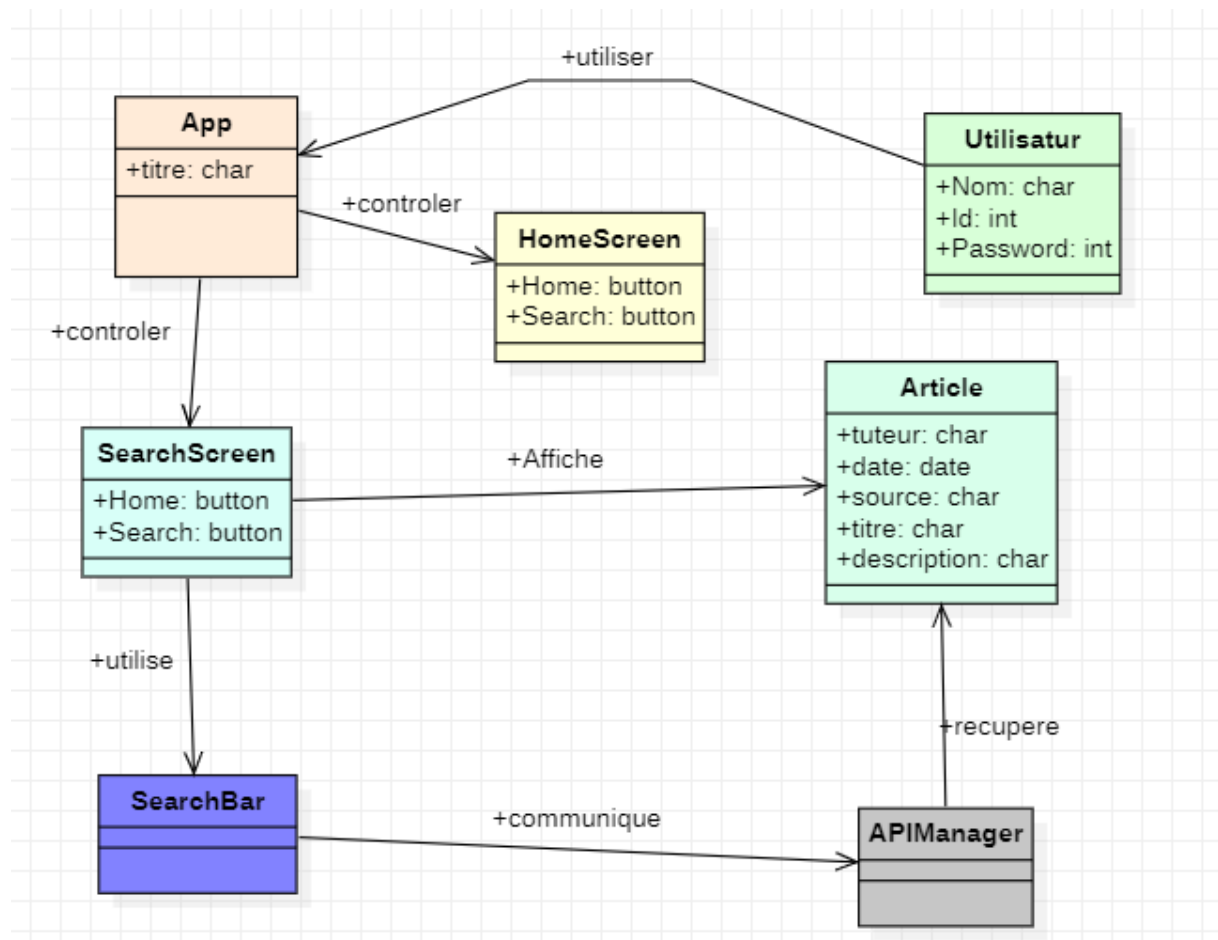 +utiliser
App
+titre: char
Utilisatur
+Nom: char
+Id: int
+Password: int
+controler
HomeScreen
+Home: button
+Search: button
+controler
Article
+tuteur: char
+date: date
+source: char
+titre: char
+description: char
SearchScreen
+Home: button
+Search: button
+Affiche
+utilise
+recupere
SearchBar
+communique
APIManager